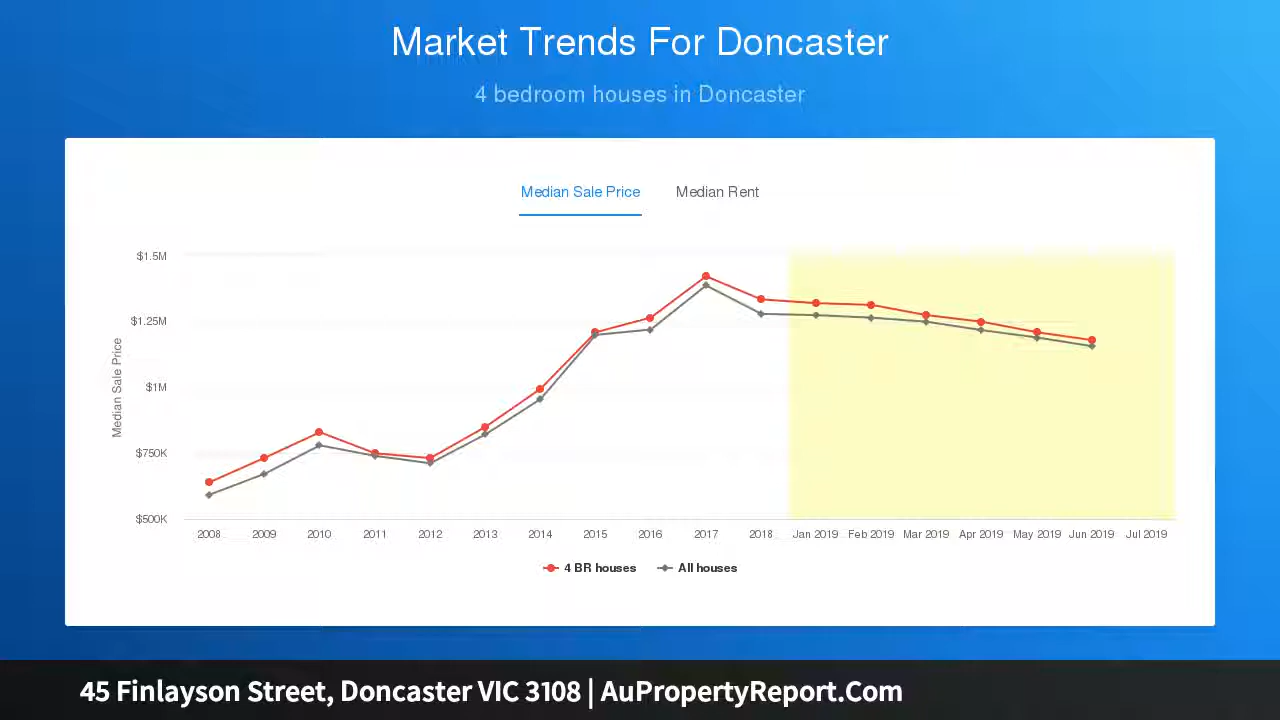 Market Trends For Doncaster
4 bedroom houses in Doncaster
Median Sale Price Median Rent
$1.5M
$1.25M
$1M
$750K
$500K
Median Sale Price
2008 2009 2010 2011 2012 2013 2014 2015 2016 2017 2018 Jan 2019 Feb 2019 Mar 2019 Apr 2019 May 2019 Jun 2019 Jul 2019
4 BR houses All houses
45 Finlayson Street, Doncaster VIC 3108 | AuPropertyReport.Com